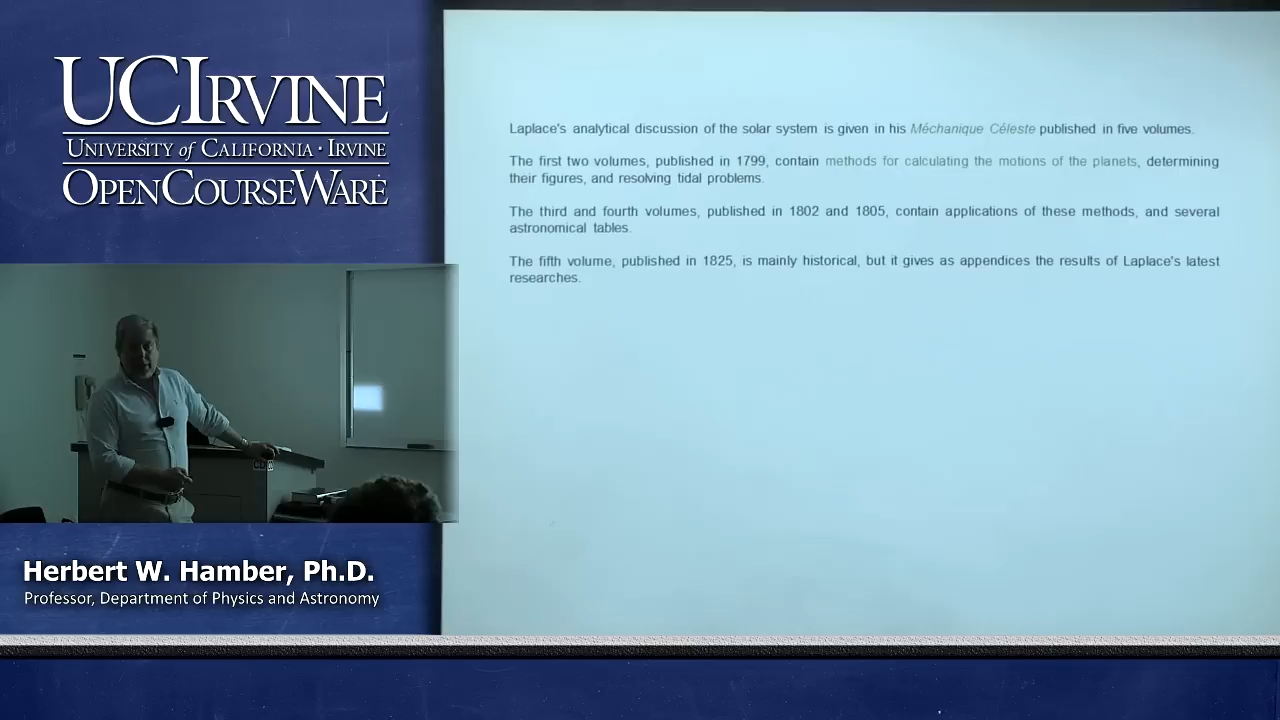 UCIRVINE
UNIVERSITY of CALIFORNIA · IRVINE
OPENCOURSEWARE
Laplace's analytical discussion of the solar system is given in his Méchanique Céleste published in five volumes.
The first two volumes, published in 1799, contain methods for calculating the motions of the planets, determining
their figures, and resolving tidal problems.
The third and fourth volumes, published in 1802 and 1805, contain applications of these methods, and several
astronomical tables.
The fifth volume, published in 1825, is mainly historical, but it gives as appendices the results of Laplace's latest
researches.
Herbert W. Hamber, Ph.D.
Professor, Department of Physics and Astronomy